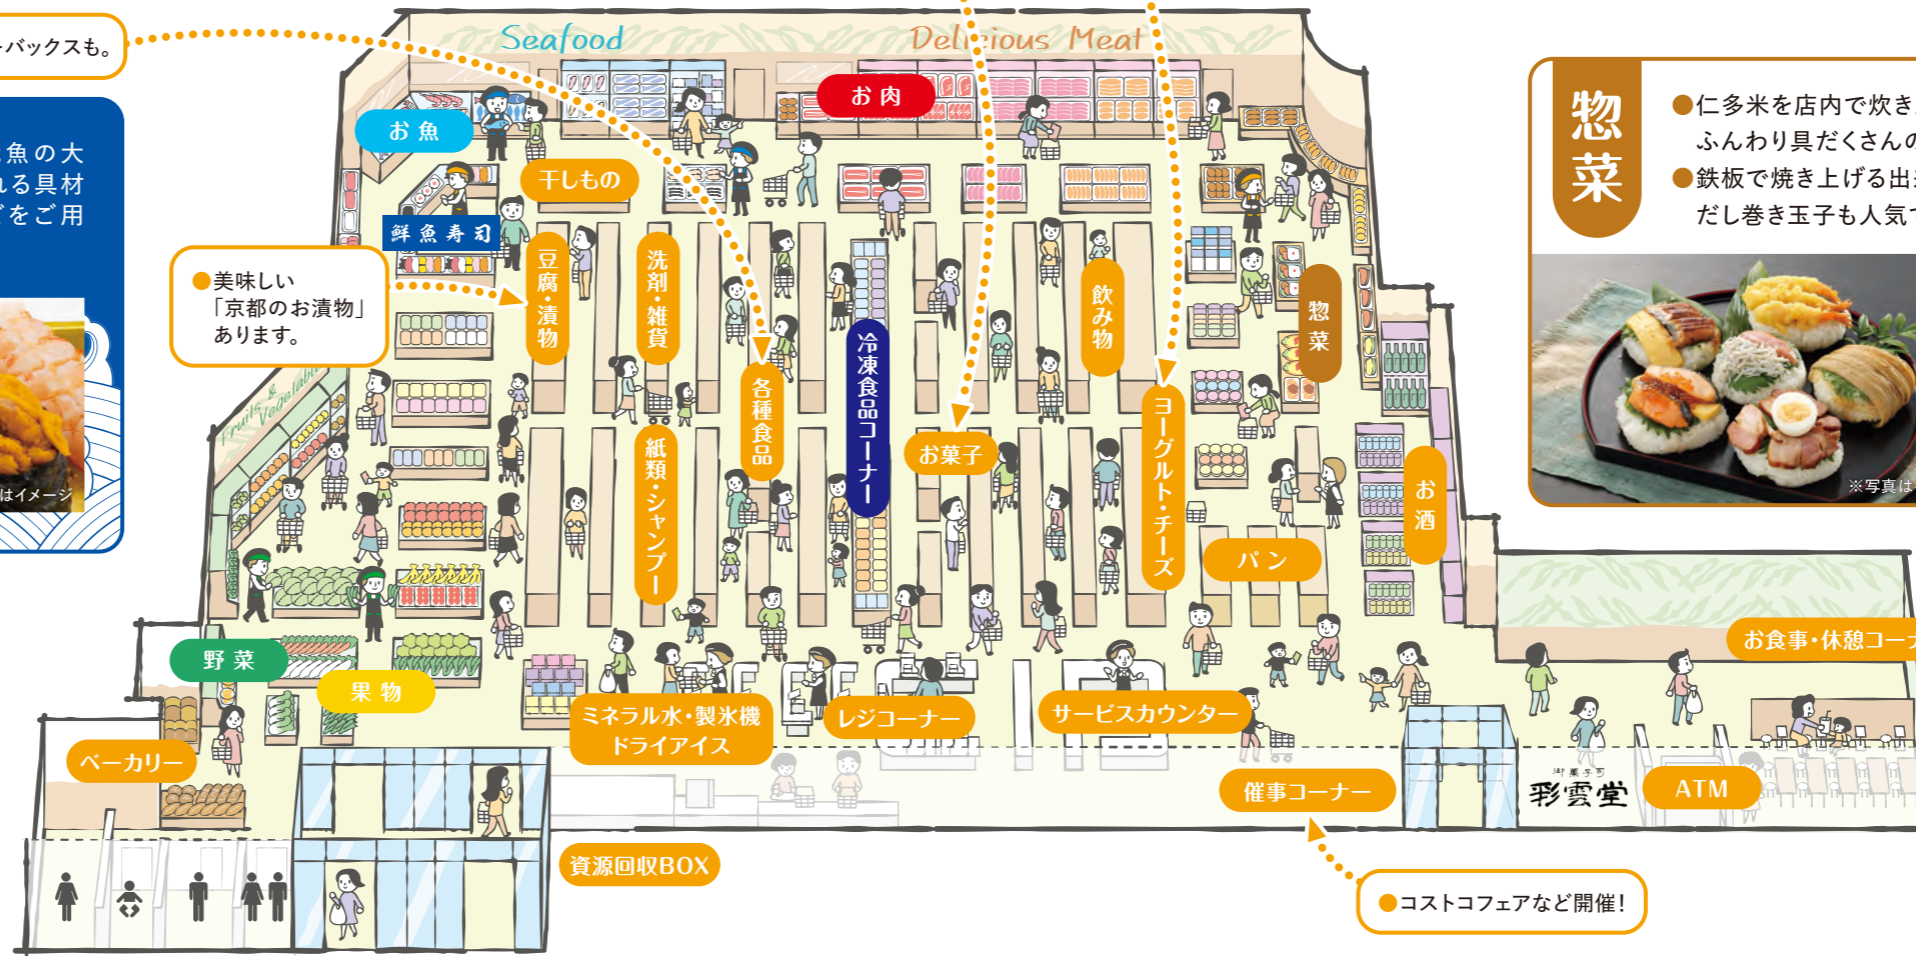 ーバックスも。
Seafood
Delicious Meat
お肉
お魚
干しもの
鮮魚寿司
魚の大
れる具材
どをご用
はイメージ
●美味しい
「京都のお漬物」
あります。
豆腐・漬物
洗剤・雑貨
各種食品
冷凍食品コーナー
お菓子
飲み物
ヨーグルト・チーズ
惣菜
紙類・シャンプー
パン
お酒
Fruits &
Vegetable
野菜
果物
ベーカリー
ミネラル水・製氷機
ドライアイス
レジコーナー
サービスカウンター
催事コーナー
資源回収BOX
●コストコフェアなど開催！
御菓子司
彩雲堂
ATM
お食事・休憩コーナ
惣菜
●仁多米を店内で炊き
ふんわり具だくさんの
●鉄板で焼き上げる出
だし巻き玉子も人気で
※写真は